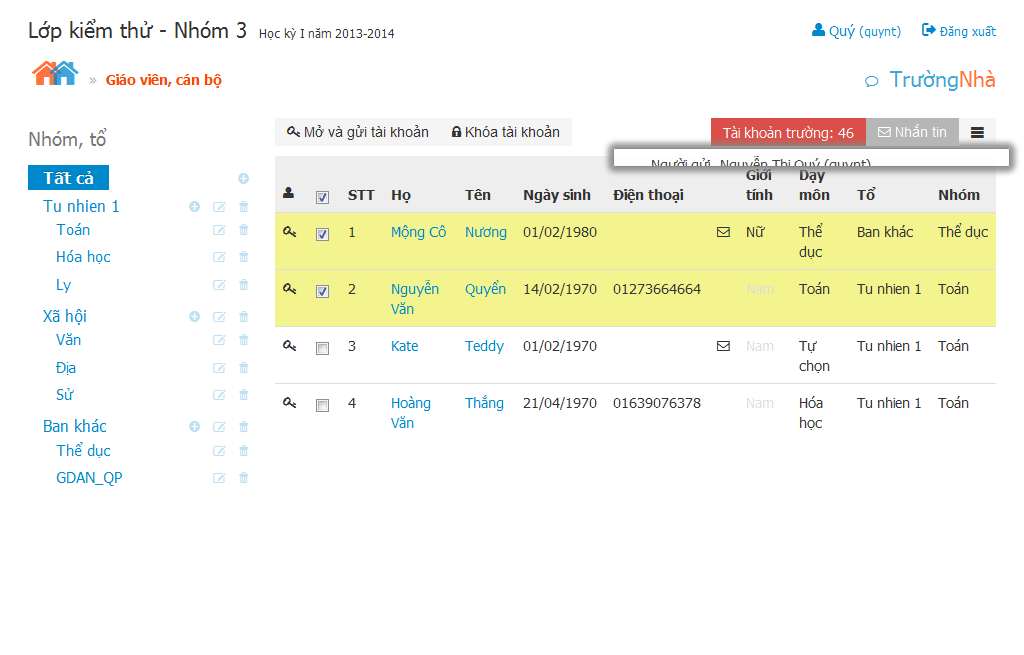 Lớp kiểm thử - Nhóm 3 Học kỳ I năm 2013-2014
Quý (quynt) Đăng xuất
» Giáo viên, cán bộ
TrườngNhà
Nhóm, tổ
Tất cả
Tu nhien 1
Toán
Hóa học
Ly
Xã hội
Văn
Địa
Sử
Ban khác
Thể dục
GDAN_QP
Mở và gửi tài khoản Khóa tài khoản
Tài khoản trường: 46 Nhắn tin
Người gửi Nguyễn Thị Quý (quynt)
STT Họ Tên Ngày sinh Điện thoại Giới tính Dạy môn Tổ Nhóm
1 Mộng Cô Nương 01/02/1980 Nữ Thể dục Ban khác Thể dục
2 Nguyễn Văn Quyển 14/02/1970 01273664664 Nam Toán Tu nhien 1 Toán
3 Kate Teddy 01/02/1970 Nam Tự chọn Tu nhien 1 Toán
4 Hoàng Văn Thắng 21/04/1970 01639076378 Nam Hóa học Tu nhien 1 Toán